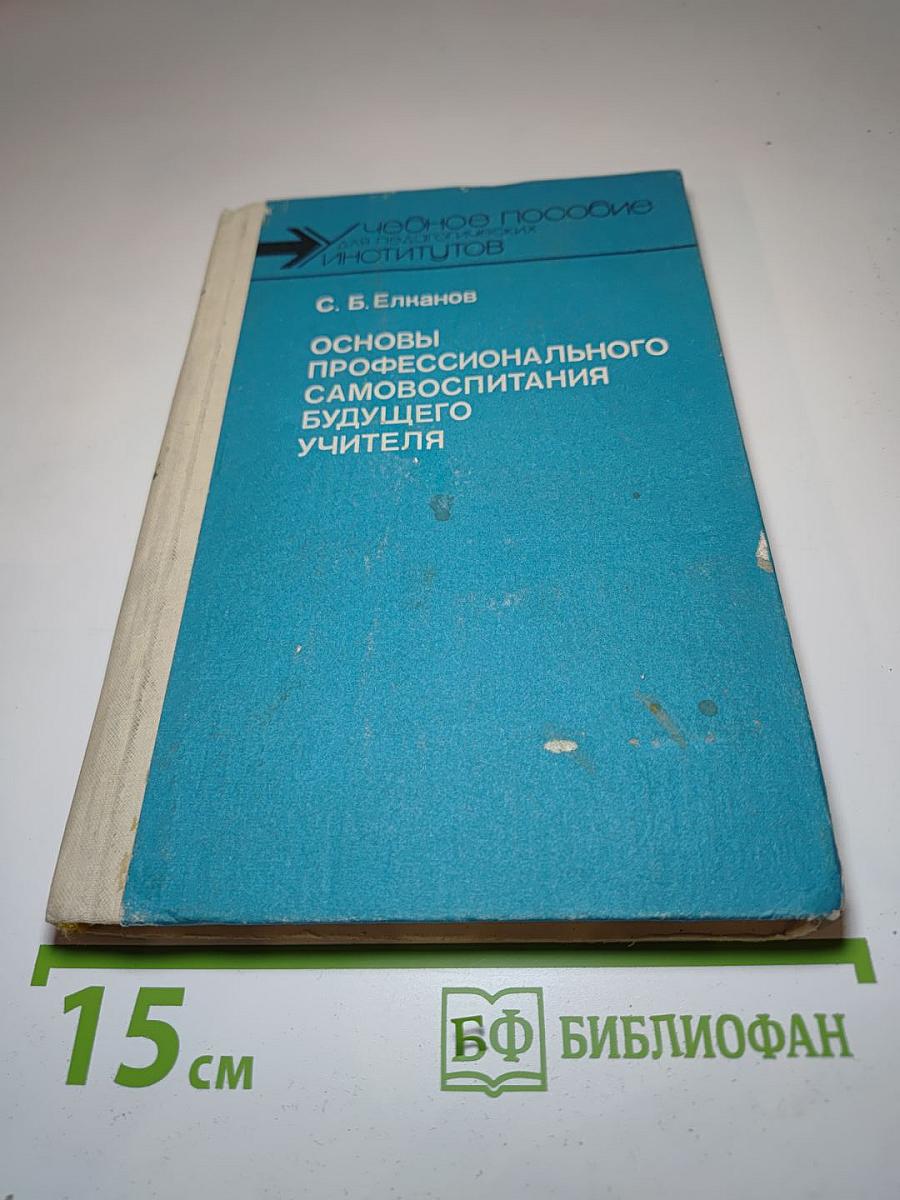 Учебное пособие
для педагогических
институтов
С. Б. Елканов
ОСНОВЫ
ПРОФЕССИОНАЛЬНОГО
САМОВОСПИТАНИЯ
БУДУЩЕГО
УЧИТЕЛЯ
15 см
БФ БИБЛИОФАН